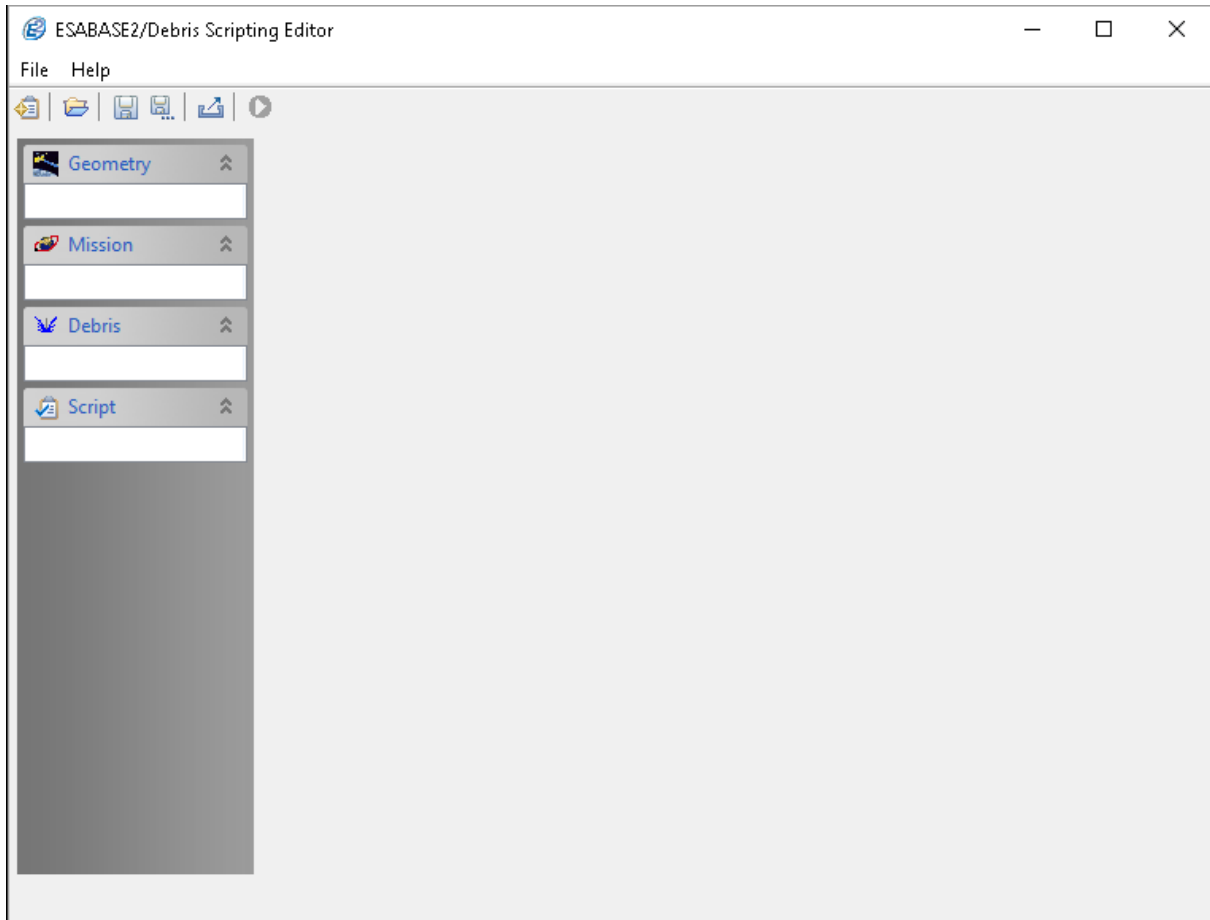 ESABASE2/Debris Scripting Editor
File Help
Geometry
Mission
Debris
Script